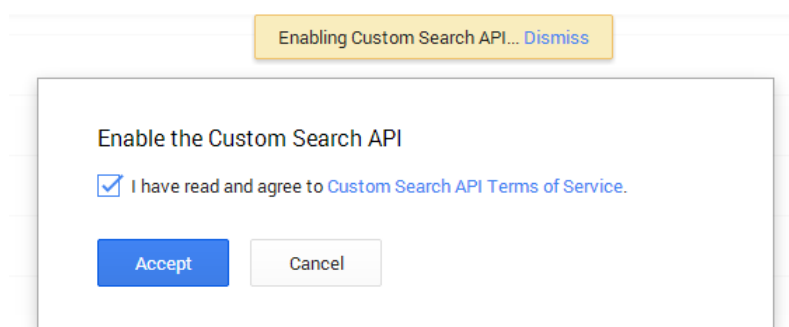 Enabling Custom Search API... Dismiss
Enable the Custom Search API
I have read and agree to Custom Search API Terms of Service.
Accept Cancel